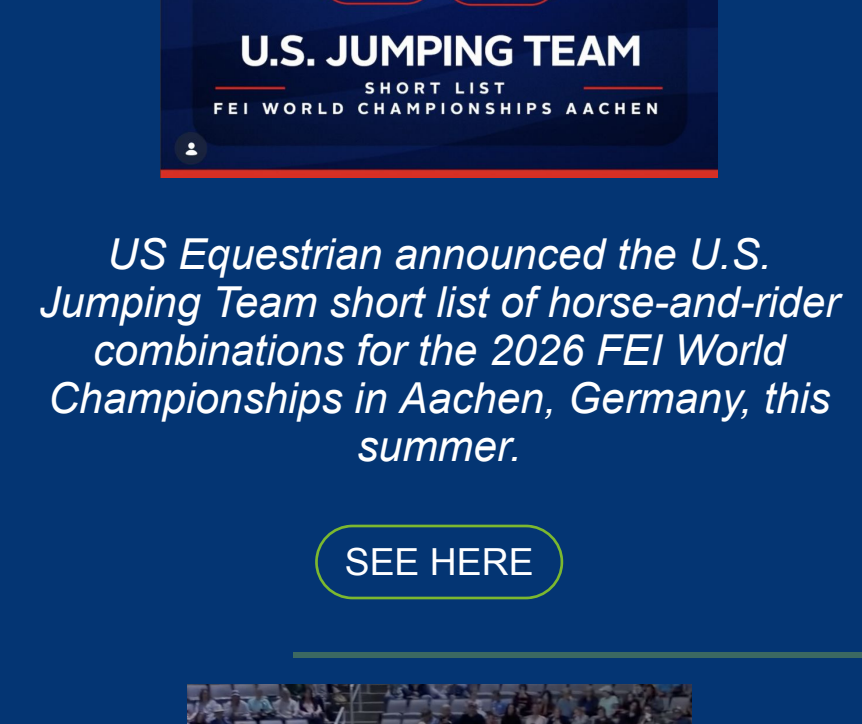 U.S. JUMPING TEAM
SHORT LIST
FEI WORLD CHAMPIONSHIPS AACHEN
US Equestrian announced the U.S.
Jumping Team short list of horse-and-rider
combinations for the 2026 FEI World
Championships in Aachen, Germany, this
summer.
SEE HERE